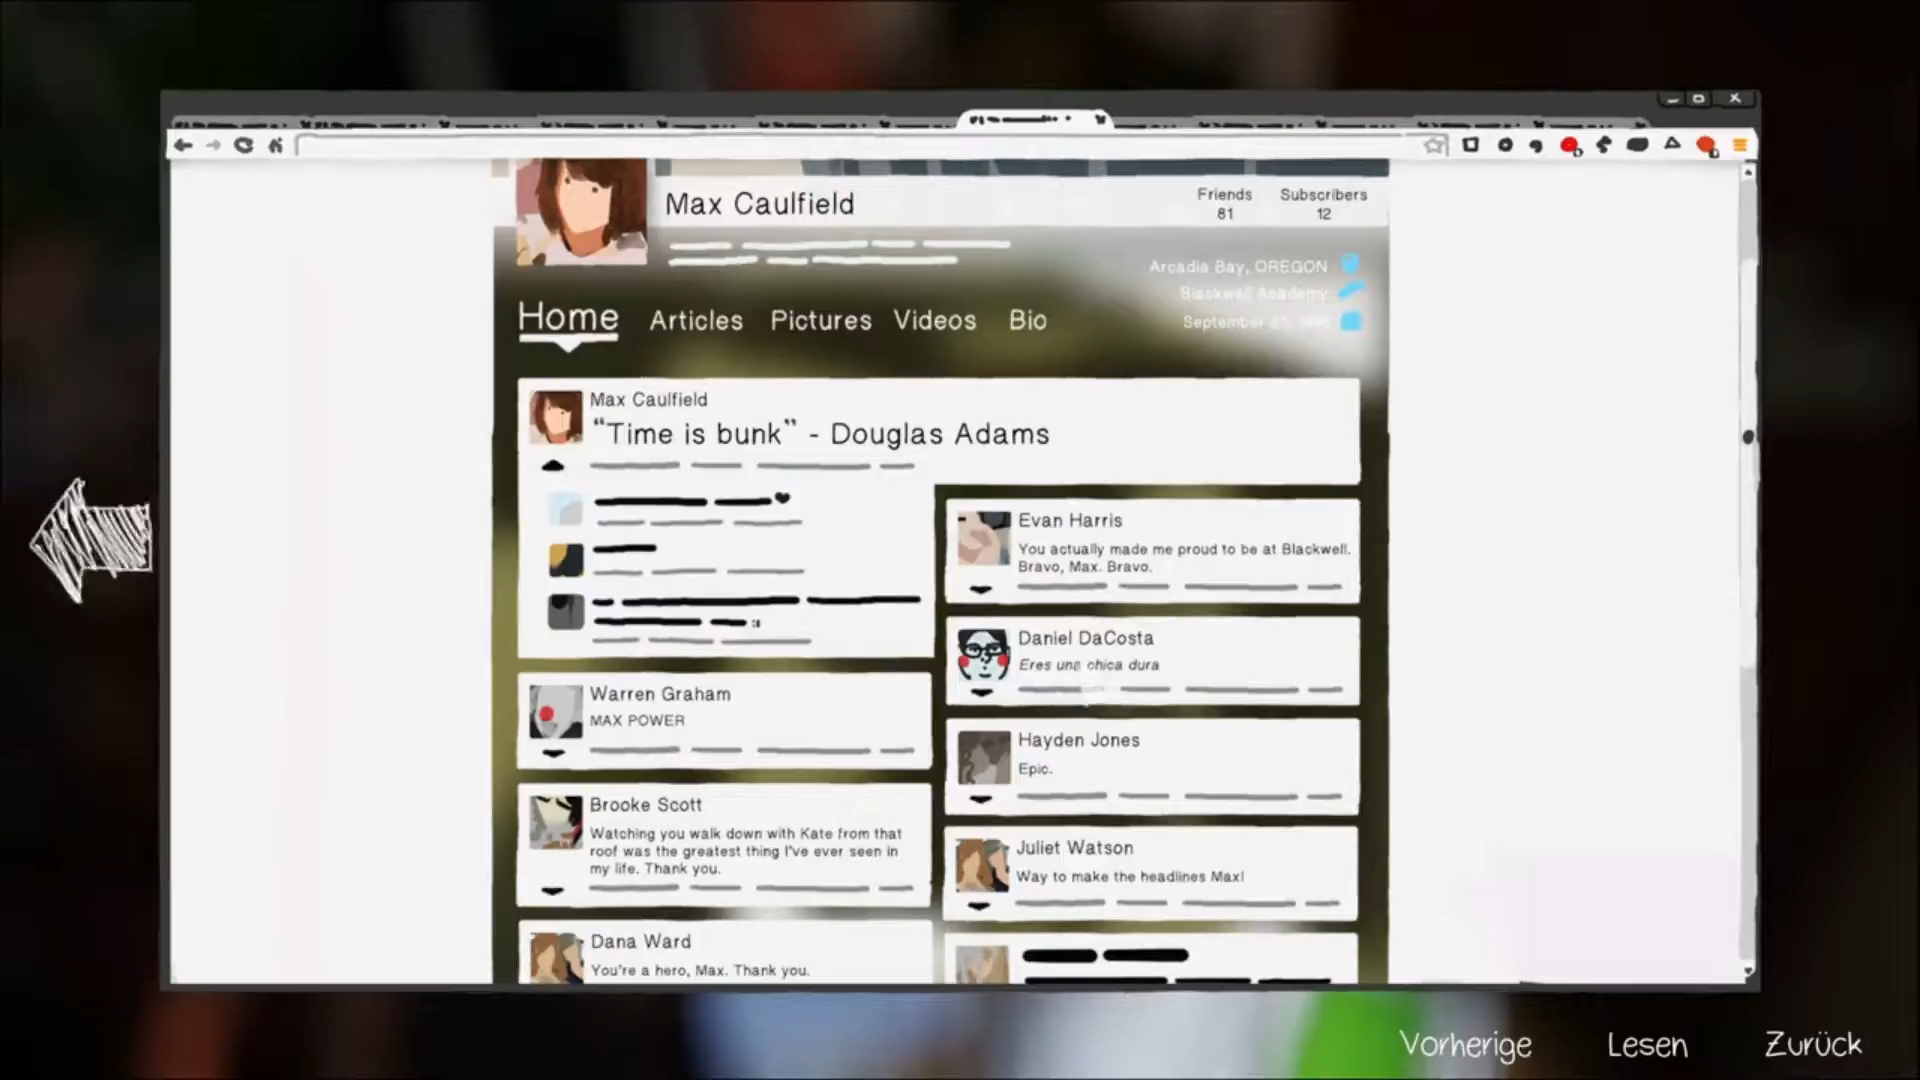 Max Caulfield
Friends
81
Subscribers
12
Arcadia Bay, OREGON
Blackwell Academy
September
Home
Articles
Pictures
Videos
Bio
Max Caulfield
“Time is bunk” - Douglas Adams
Warren Graham
MAX POWER
Brooke Scott
Watching you walk down with Kate from that
roof was the greatest thing I've ever seen in
my life. Thank you.
Dana Ward
You're a hero, Max. Thank you.
Evan Harris
You actually made me proud to be at Blackwell.
Bravo, Max. Bravo.
Daniel DaCosta
Eres una chica dura
Hayden Jones
Epic.
Juliet Watson
Way to make the headlines Max!
Vorherige
Lesen
Zurück